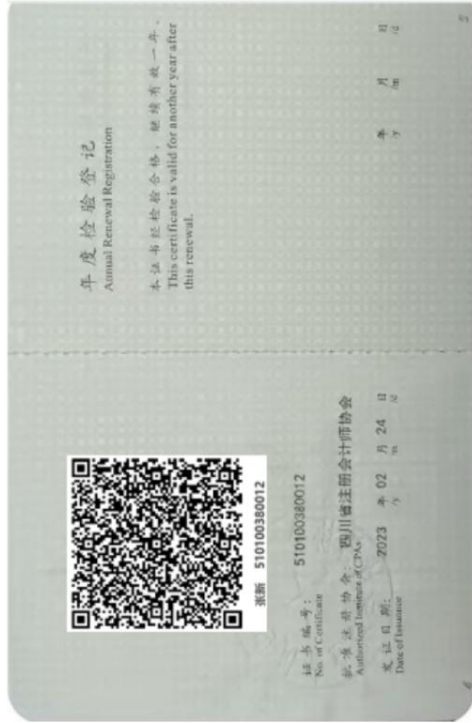 年度检验登记
Annual Renewal Registration
本证书经检验合格，继续有效一年。
This certificate is valid for another year after
this renewal.
年 月 日
/y /m /d
张新 510100380012
证书编号： 510100380012
No. of Certificate
批准注册协会： 四川省注册会计师协会
Authorized Institute of CPAs
发证日期： 2023 年 02 月 24 日
Date of Issuance /y /m /d